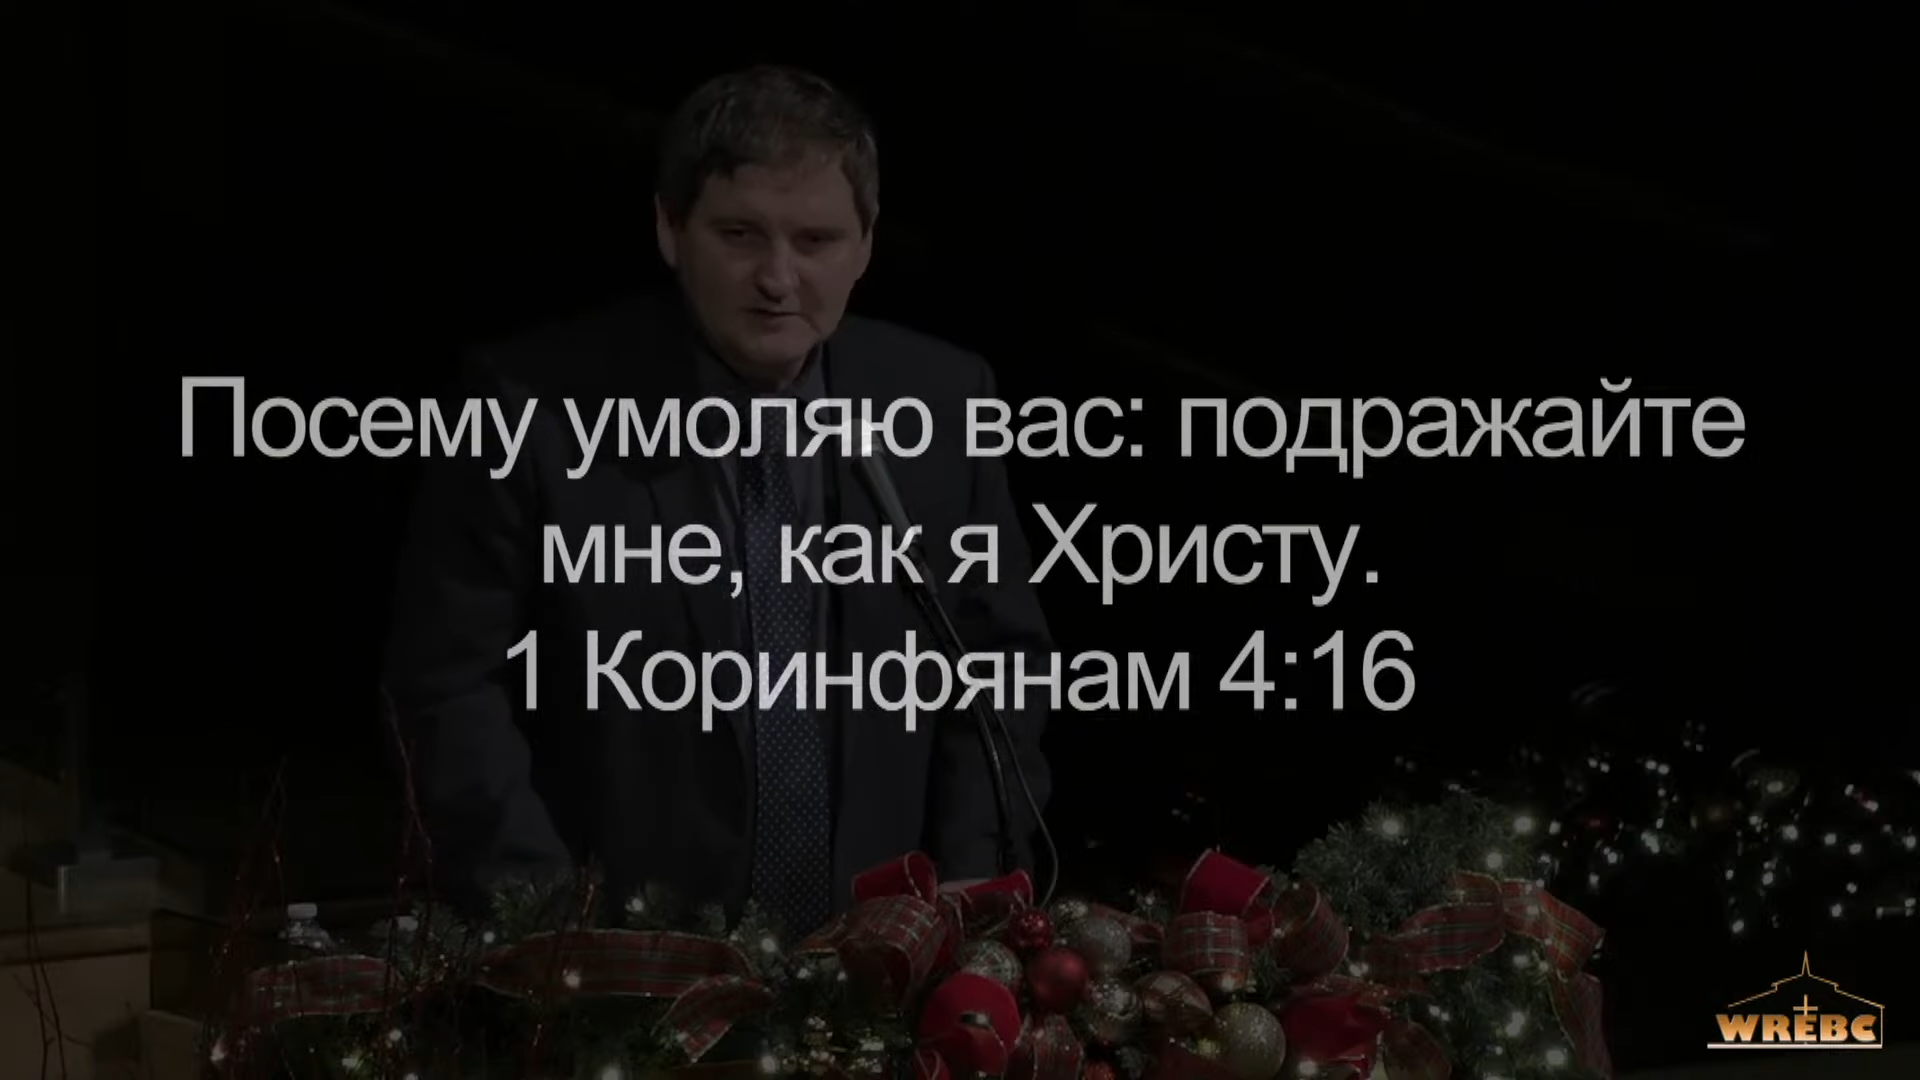 Посему умоляю вас: подражайте
мне, как я Христу.
1 Коринфянам 4:16
WREBC